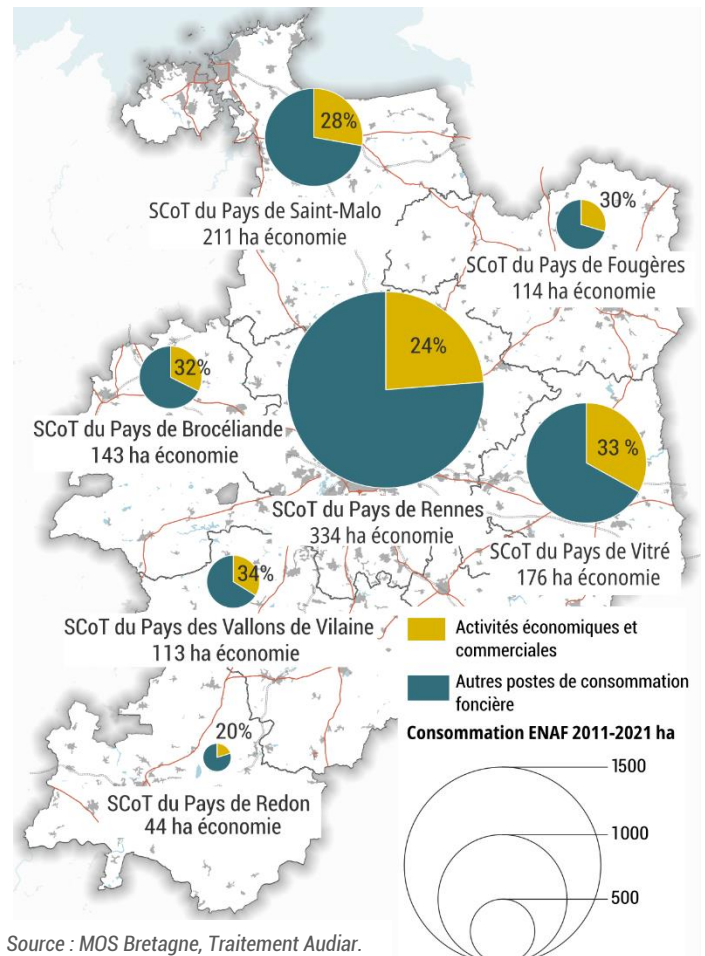 28%
SCoT du Pays de Saint-Malo
211 ha économie
30%
SCoT du Pays de Fougères
114 ha économie
24%
32%
SCoT du Pays de Brocéliande
143 ha économie
33 %
SCoT du Pays de Rennes
334 ha économie
SCoT du Pays de Vitré
176 ha économie
34%
SCoT du Pays des Vallons de Vilaine
113 ha économie
Activités économiques et
commerciales
Autres postes de consommation
foncière
Consommation ENAF 2011-2021 ha
1500
1000
500
20%
SCoT du Pays de Redon
44 ha économie
Source : MOS Bretagne, Traitement Audiar.